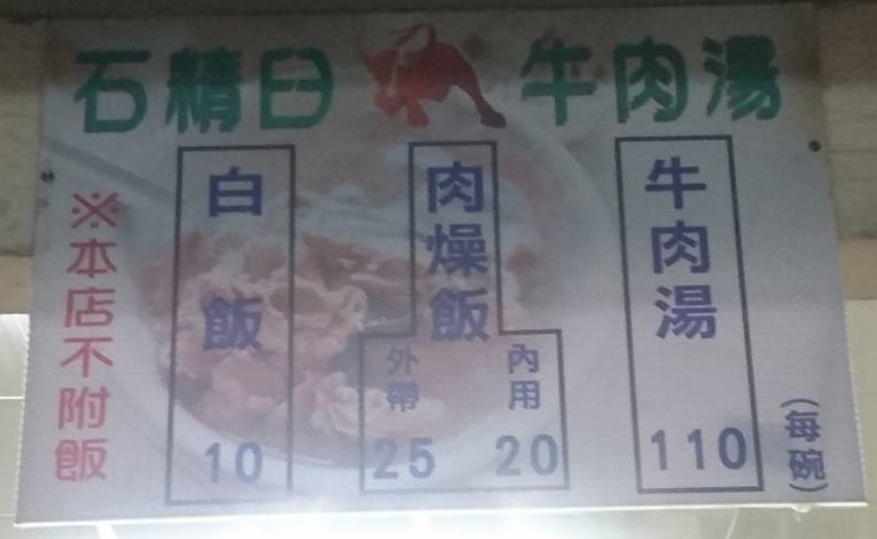 石精臼 牛肉湯
牛肉湯
110
(每碗)
肉燥飯
內用
20
外帶
25
白飯
10
※本店不附飯